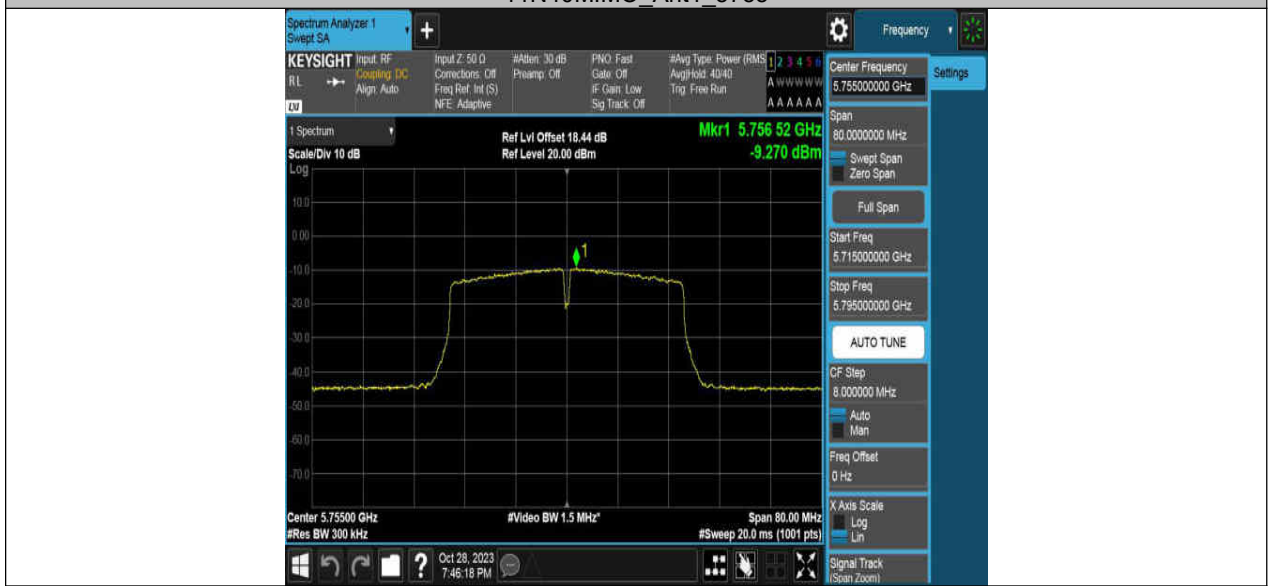 Spectrum Analyzer 1
Swept SA
+
Frequency
KEYSIGHT
RL
Input: RF
Coupling: DC
Align: Auto
Input Z: 50 Ω
Corrections: Off
Freq Ref: Int (S)
NFE: Adaptive
#Atten: 30 dB
Preamp: Off
PNO: Fast
Gate: Off
IF Gain: Low
Sig Track: Off
#Avg Type: Power (RMS
Avg|Hold: 40/40
Trig: Free Run
1 2 3 4 5 6
A W W W W W
A A A A A A
Center Frequency
5.755000000 GHz
Settings
Span
80.0000000 MHz
Swept Span
Zero Span
Full Span
Start Freq
5.715000000 GHz
Stop Freq
5.795000000 GHz
AUTO TUNE
CF Step
8.000000 MHz
Auto
Man
Freq Offset
0 Hz
X Axis Scale
Log
Lin
Signal Track
(Span Zoom)
1 Spectrum
Scale/Div 10 dB
Log
Ref Lvl Offset 18.44 dB
Ref Level 20.00 dBm
Mkr1 5.756 52 GHz
-9.270 dBm
10.0
0.00
-10.0
-20.0
-30.0
-40.0
-50.0
-60.0
-70.0
1
Center 5.75500 GHz
#Res BW 300 kHz
#Video BW 1.5 MHz*
Span 80.00 MHz
#Sweep 20.0 ms (1001 pts)
?
Oct 28, 2023
7:46:18 PM